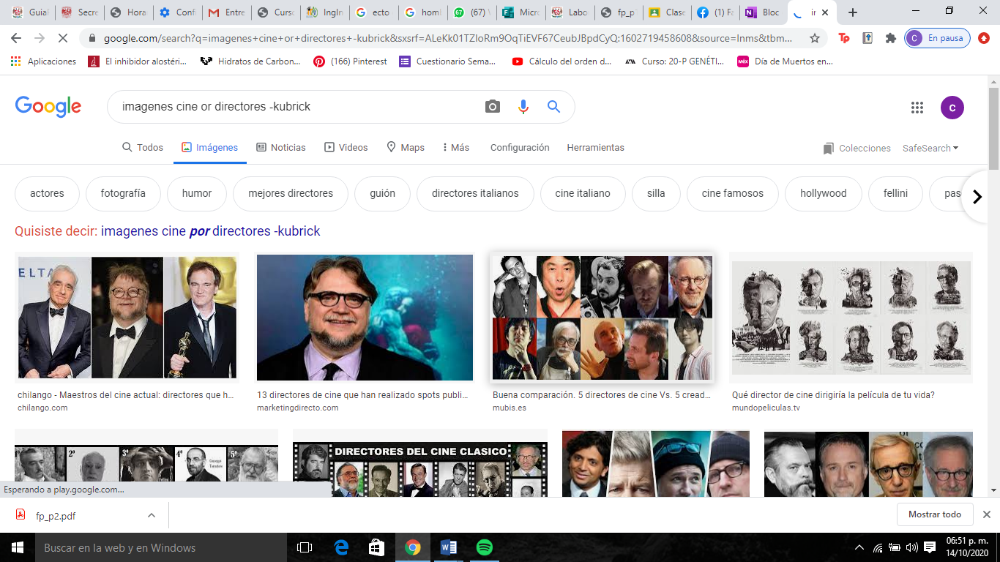 Guial
Secre
Hora
Confi
Entre
Curso
IngIn
ecto
homl
(67) \
Micro
Labo
fp_p'
Clase
(1) Fa
Bloc
in
google.com/search?q=imagenes+cine+or+directores+-kubrick&sxsrf=ALeKk01TZIoRm9OqTiEVF67CeubJBpdCyQ:1602719458608&source=lnms&tbm...
En pausa
Aplicaciones
El inhibidor alostéri...
Hidratos de Carbon...
(166) Pinterest
Cuestionario Sema...
Cálculo del orden d...
Curso: 20-P GENÉTI...
Día de Muertos en...
Google
imagenes cine or directores -kubrick
C
Todos
Imágenes
Noticias
Videos
Maps
Más
Configuración
Herramientas
Colecciones
SafeSearch
actores
fotografía
humor
mejores directores
guión
directores italianos
cine italiano
silla
cine famosos
hollywood
fellini
pas
Quisiste decir: imagenes cine por directores -kubrick
ELTA
chilango - Maestros del cine actual: directores que h...
chilango.com
13 directores de cine que han realizado spots publi...
marketingdirecto.com
Buena comparación. 5 directores de cine Vs. 5 cread...
mubis.es
Qué director de cine dirigiría la película de tu vida?
mundopeliculas.tv
2º
3º
4º
5º
DIRECTORES DEL CINE CLASICO
Esperando a play.google.com...
fp_p2.pdf
Mostrar todo
Buscar en la web y en Windows
06:51 p. m.
14/10/2020